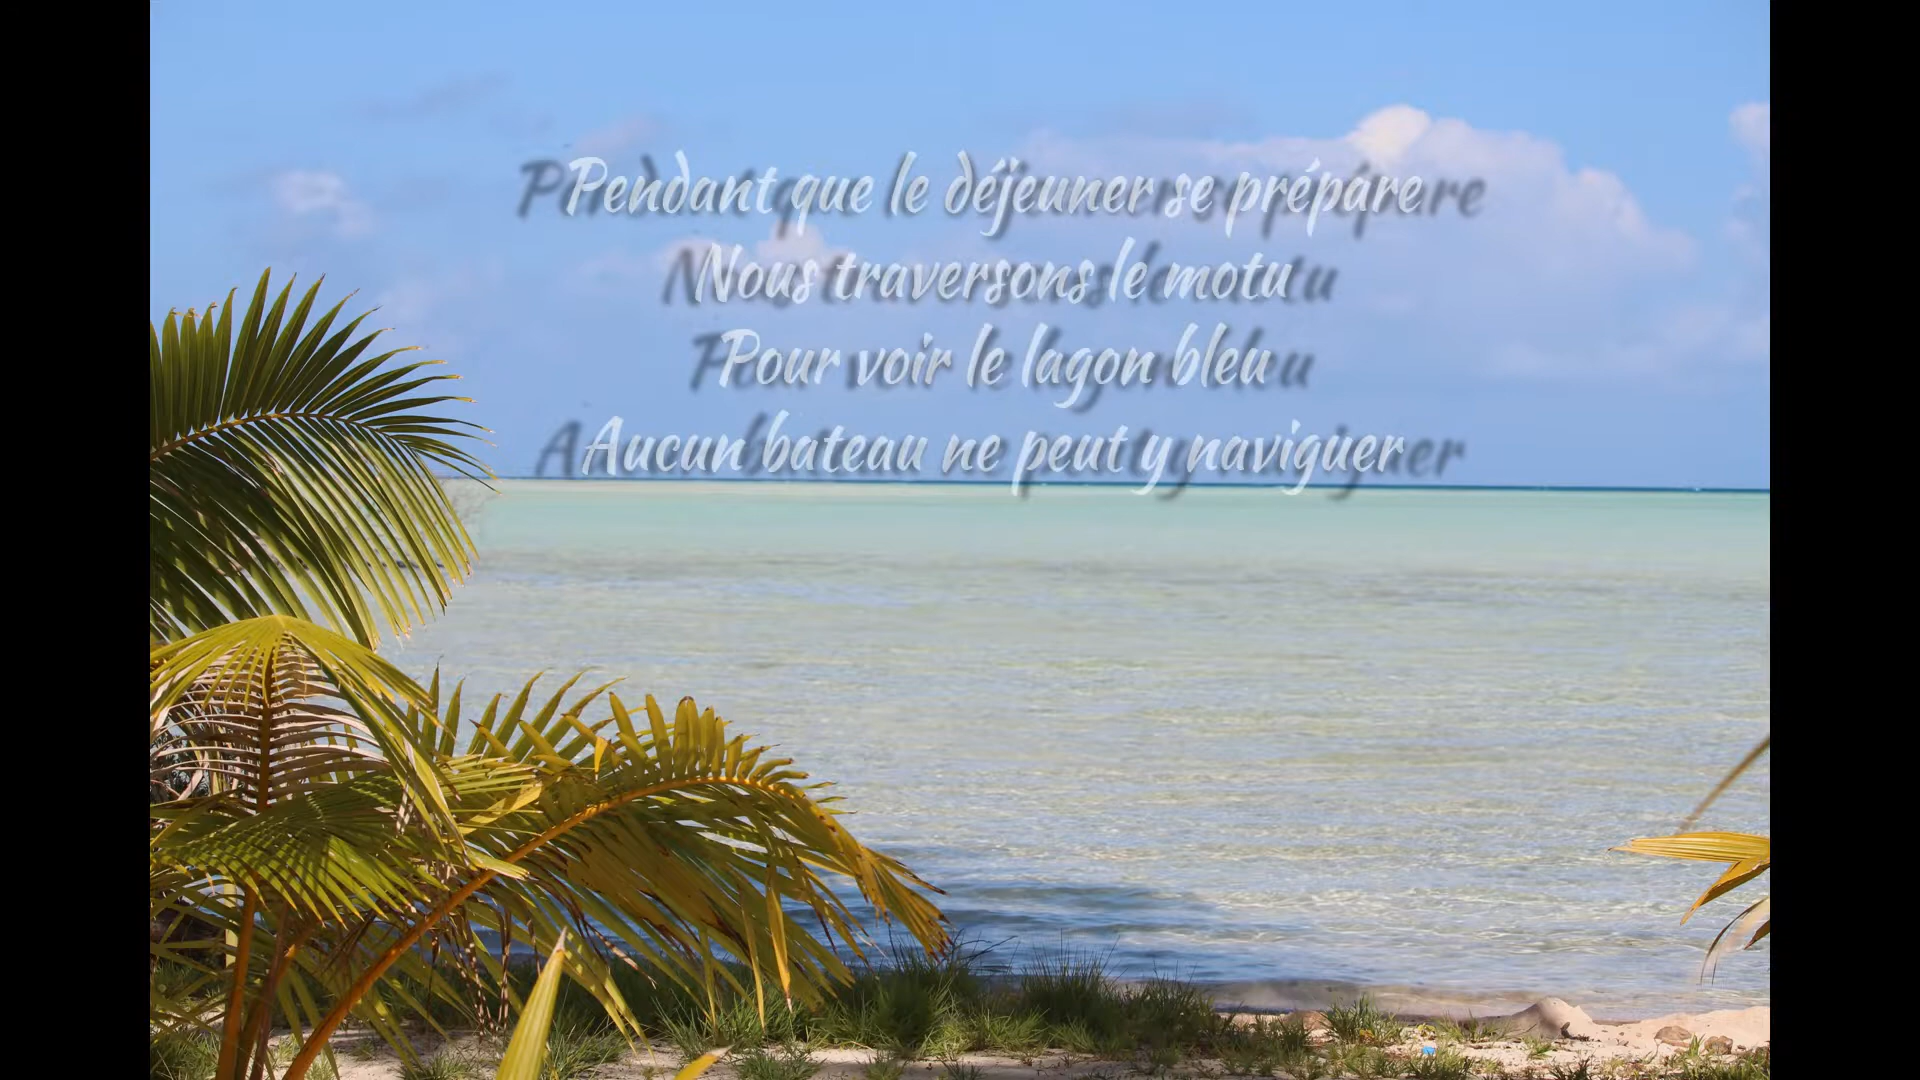 Pendant que le déjeuner se prépare
Nous traversons le motu
Pour voir le lagon bleu
Aucun bateau ne peut y naviguer